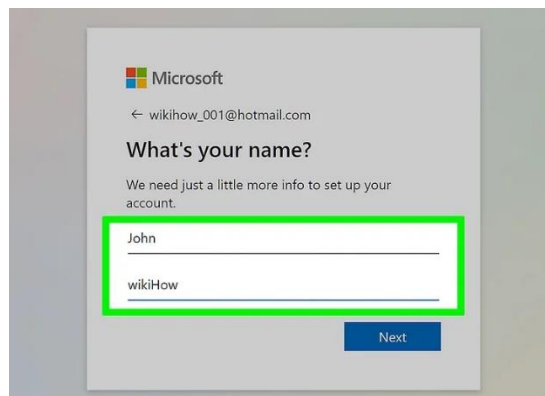 Microsoft
← wikihow_001@hotmail.com
What's your name?
We need just a little more info to set up your
account.
John
wikiHow
Next